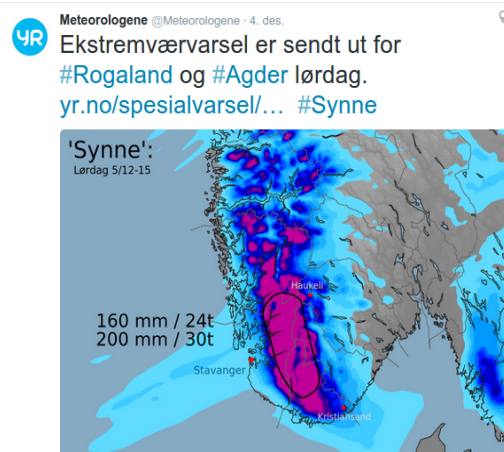 YR
Meteorologene @Meteorologene · 4. des.
Ekstremværvarsel er sendt ut for
#Rogaland og #Agder lørdag.
yr.no/spesialvarsel/… #Synne
'Synne':
Lørdag 5/12-15
Haukeli
160 mm / 24t
200 mm / 30t
Stavanger
Kristiansand